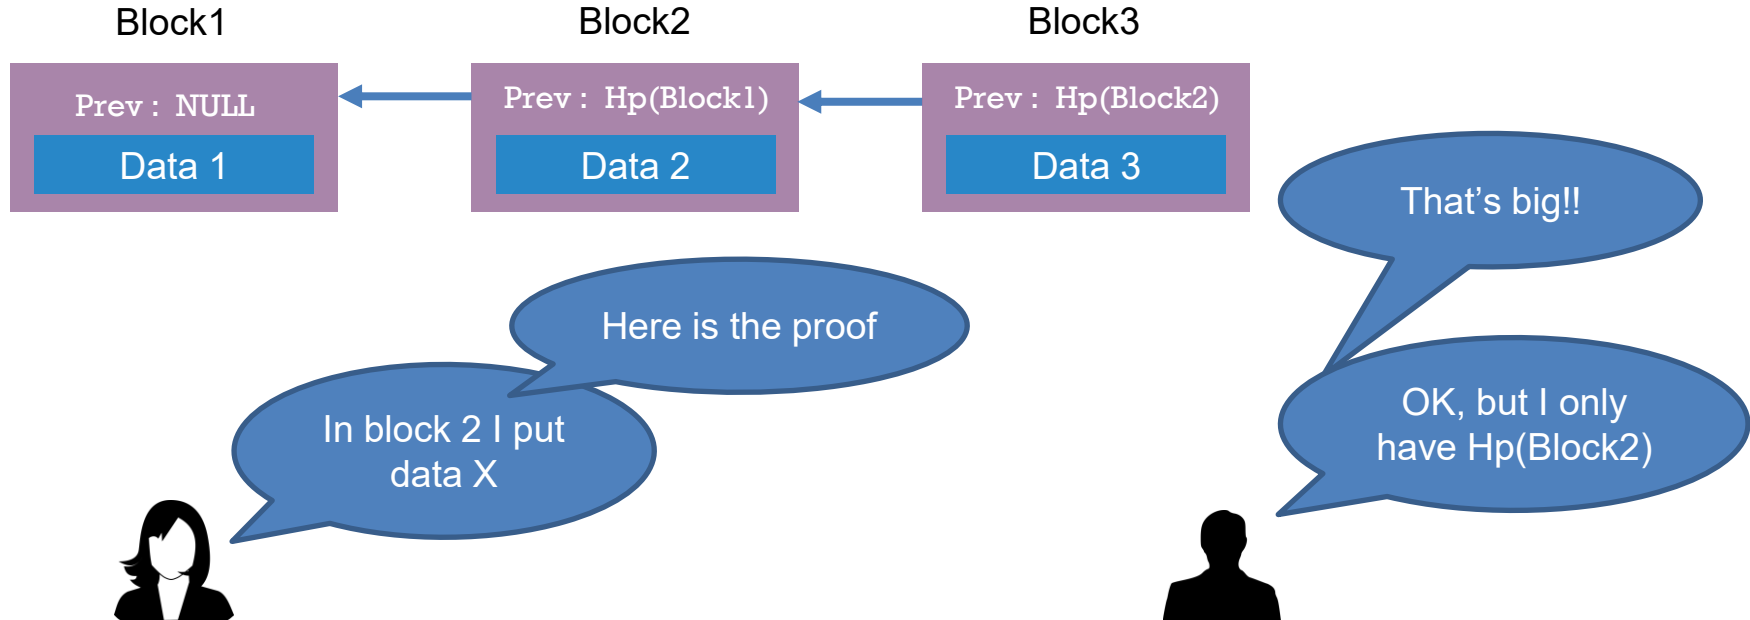 Block1
Block2
Block3
Prev : NULL
Data 1
Prev : Hp(Block1)
Data 2
Prev : Hp(Block2)
Data 3
That’s big!!
Here is the proof
In block 2 I put
data X
OK, but I only
have Hp(Block2)